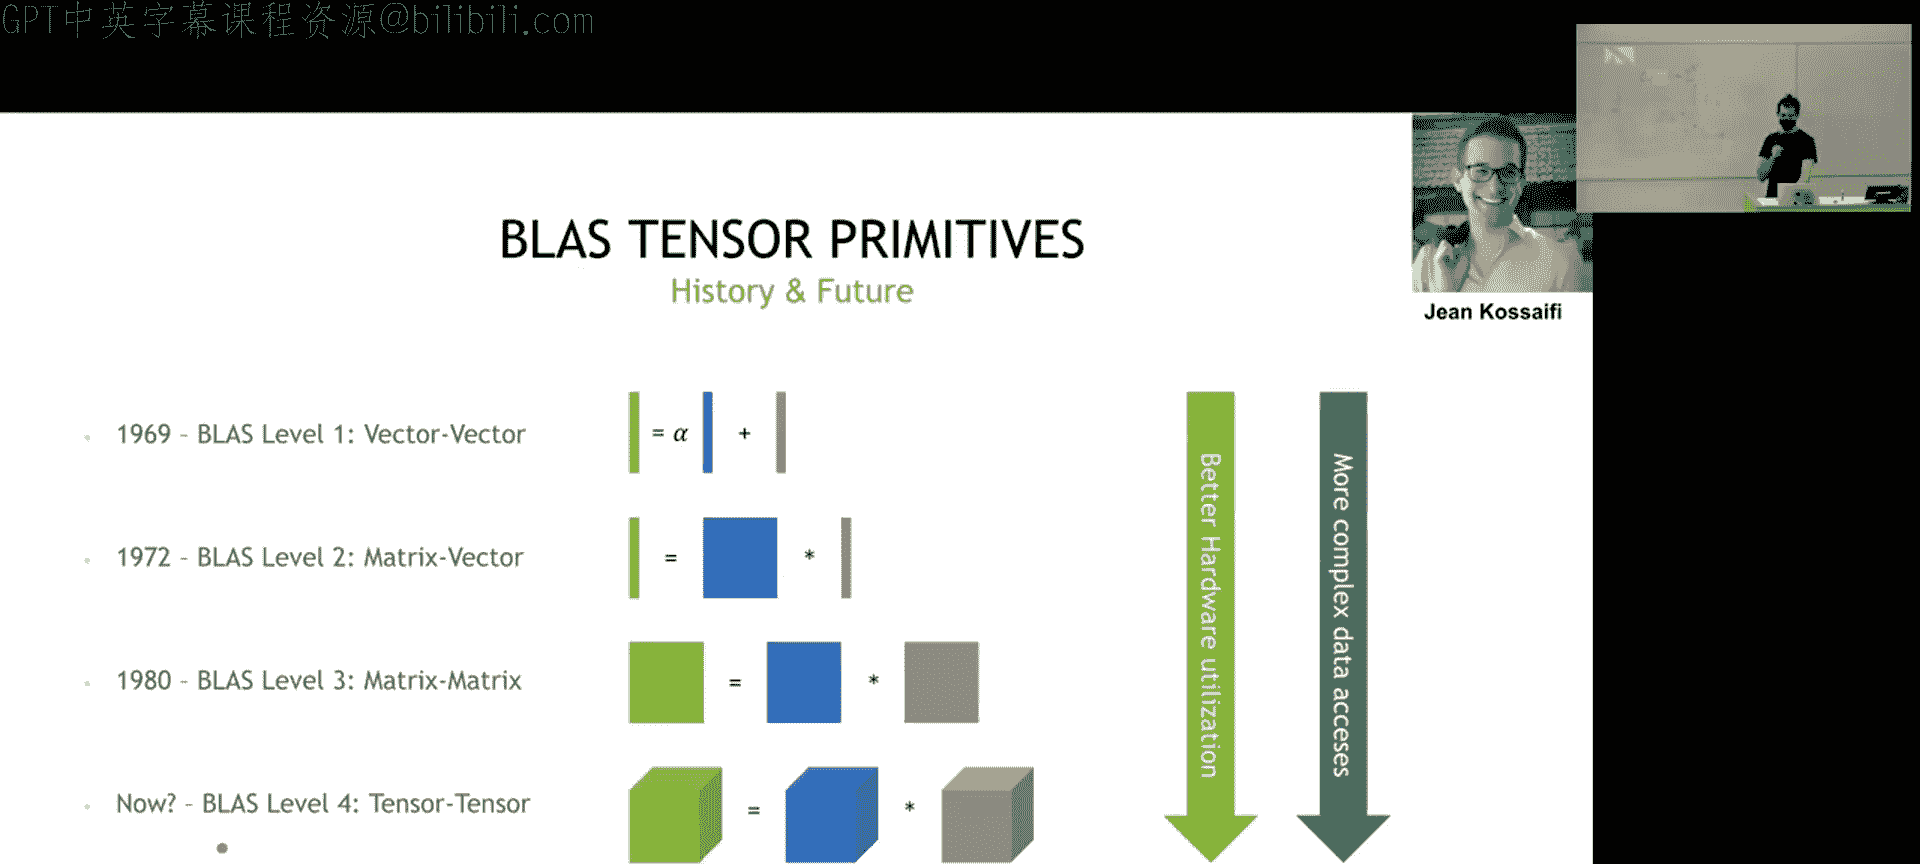 GPT中英字幕课程资源@bilibili.com
BLAS TENSOR PRIMITIVES
History & Future
Jean Kossaifi
1969 – BLAS Level 1: Vector-Vector
= α +
1972 – BLAS Level 2: Matrix-Vector
= *
1980 – BLAS Level 3: Matrix-Matrix
= *
Now? – BLAS Level 4: Tensor-Tensor
= *
Better Hardware utilization
More complex data acceses